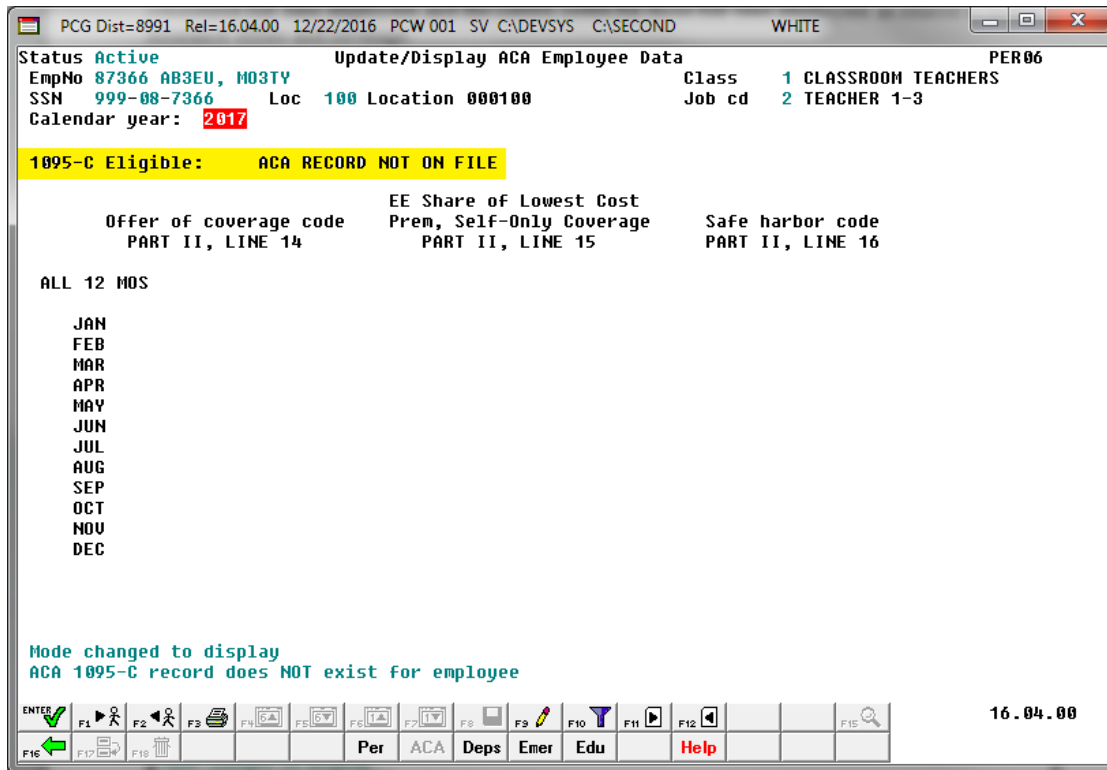 PCG Dist=8991 Rel=16.04.00 12/22/2016 PCW 001 SV C:\DEVSYS C:\SECOND WHITE
Status Active Update/Display ACA Employee Data PER06
EmpNo 87366 AB3EU, MO3TY Class 1 CLASSROOM TEACHERS
SSN 999-08-7366 Loc 100 Location 000100 Job cd 2 TEACHER 1-3
Calendar year: 2017
1095-C Eligible: ACA RECORD NOT ON FILE
EE Share of Lowest Cost
Offer of coverage code Prem, Self-Only Coverage Safe harbor code
PART II, LINE 14 PART II, LINE 15 PART II, LINE 16
ALL 12 MOS
JAN
FEB
MAR
APR
MAY
JUN
JUL
AUG
SEP
OCT
NOV
DEC
Mode changed to display
ACA 1095-C record does NOT exist for employee
ENTER F1 F2 F3 F4 6 F5 6 F6 1 F7 1 F8 F9 F10 F11 F12 F15 16.04.00
F16 F17 F18 Per ACA Deps Emer Edu Help